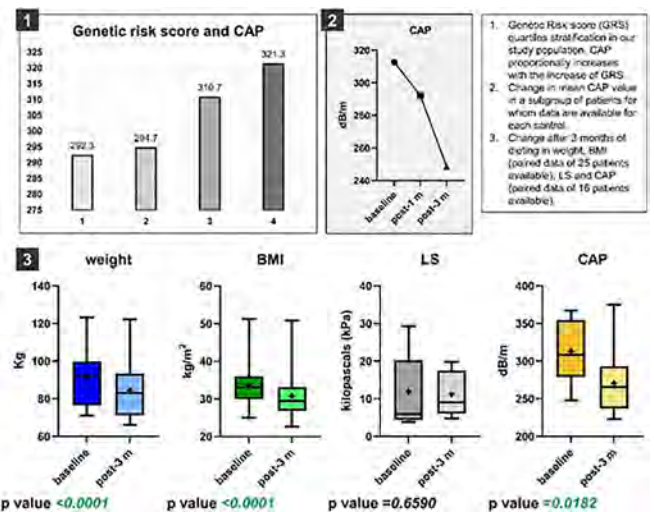 1
Genetic risk score and CAP
325
320
315
310
305
300
295
290
285
280
275
292.3
294.7
310.7
321.3
1 2 3 4
2
CAP
dB/m
320
300
280
260
240
baseline
post-1 m
post-3 m
1. Genetic Risk score (GRS)
quartiles stratification in our
study population. CAP
proportionally increases
with the increase of GRS.
2. Change in mean CAP value
in a subgroup of patients for
whom data are available for
each control.
3. Change after 3 months of
dieting in weight, BMI
(paired data of 25 patients
available), LS and CAP
(paired data of 16 patients
available).
3
weight
Kg
140
120
100
80
60
baseline
post-3 m
p value <0.0001
BMI
kg/m²
60
50
40
30
20
baseline
post-3 m
p value <0.0001
LS
kilopascals (kPa)
40
30
20
10
0
baseline
post-3 m
p value =0.6590
CAP
dB/m
400
350
300
250
200
baseline
post-3 m
p value =0.0182